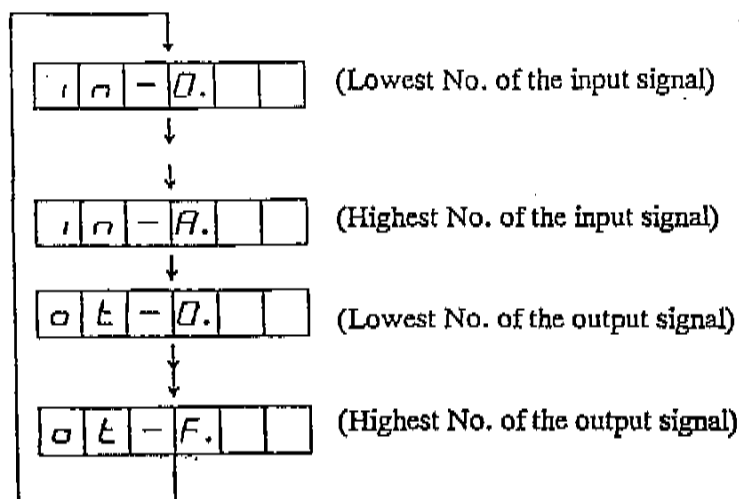 in-0. (Lowest No. of the input signal)
in-A. (Highest No. of the input signal)
ot-0. (Lowest No. of the output signal)
ot-F. (Highest No. of the output signal)